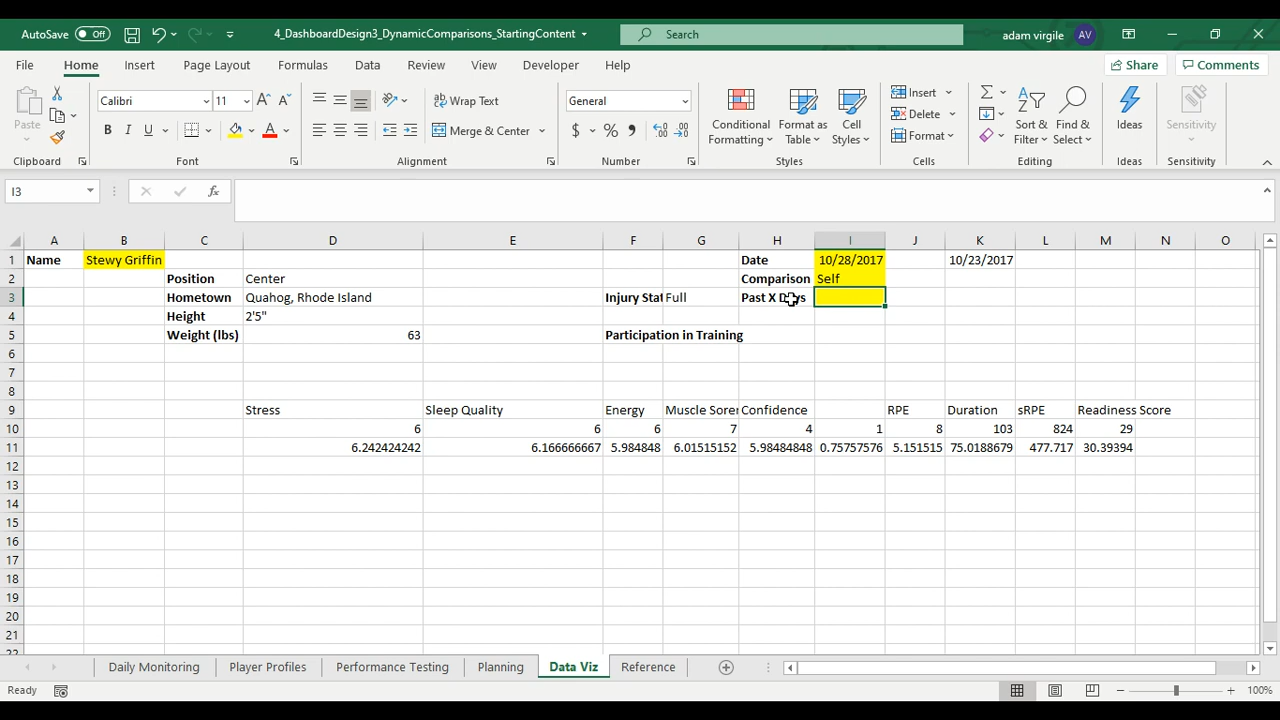 AutoSave Off 4_DashboardDesign3_DynamicComparisons_StartingContent Search adam virgile AV
File Home Insert Page Layout Formulas Data Review View Developer Help Share Comments
Paste Calibri 11 A A Wrap Text General Conditional Formatting Format as Table Cell Styles Insert Sort & Filter Find & Select Ideas Sensitivity
B I U A Merge & Center $ % , Delete
Format
Clipboard Font Alignment Number Styles Cells Editing Ideas Sensitivity
I3 fx
A B C D E F G H I J K L M N O
1 Name Stewy Griffin Date 10/28/2017 10/23/2017
2 Position Center Comparison Self
3 Hometown Quahog, Rhode Island Injury Stat Full Past X Days
4 Height 2'5"
5 Weight (lbs) 63 Participation in Training
6
7
8
9 Stress Sleep Quality Energy Muscle Sorer Confidence RPE Duration sRPE Readiness Score
10 6 6 6 7 4 1 8 103 824 29
11 6.242424242 6.166666667 5.984848 6.01515152 5.98484848 0.75757576 5.151515 75.0188679 477.717 30.39394
12
13
14
15
16
17
18
19
20
21
22
Daily Monitoring Player Profiles Performance Testing Planning Data Viz Reference
Ready 100%